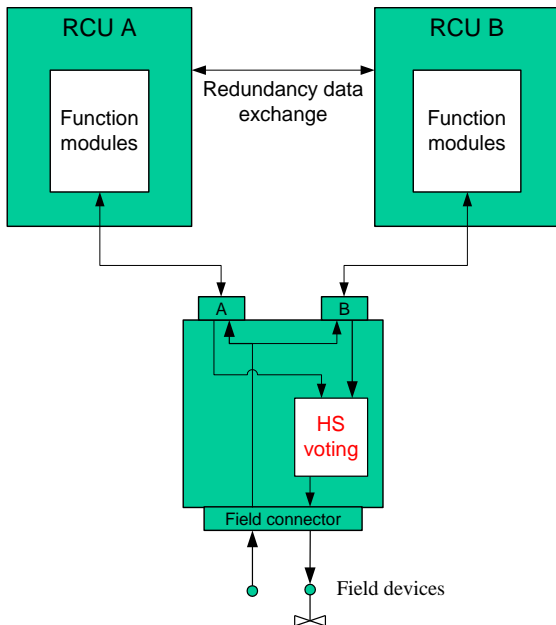 RCU A
RCU B
Redundancy data
exchange
Function
modules
Function
modules
A
B
HS
voting
Field connector
Field devices